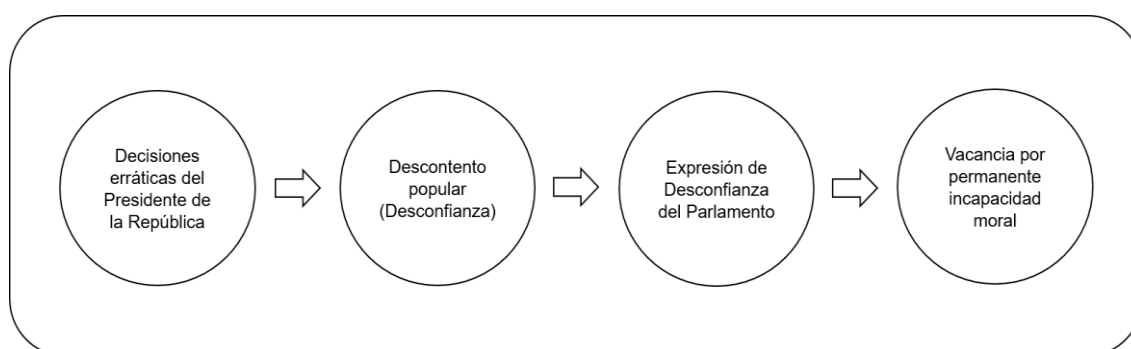 Decisiones
erráticas del
Presidente de
la República
Descontento
popular
(Desconfianza)
Expresión de
Desconfianza
del Parlamento
Vacancia por
permanente
incapacidad
moral